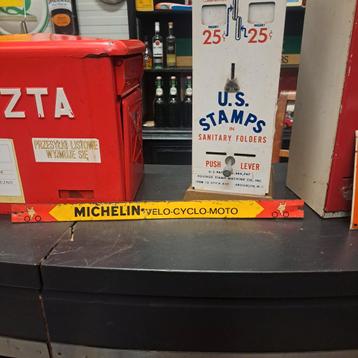 25¢ 25¢
U.S.
STAMPS
IN
SANITARY FOLDERS
PUSH LEVER
ZTA
PRZESYŁKI LISTOWE
WYJMUJE SIĘ
MICHELIN VELO-CYCLO-MOTO